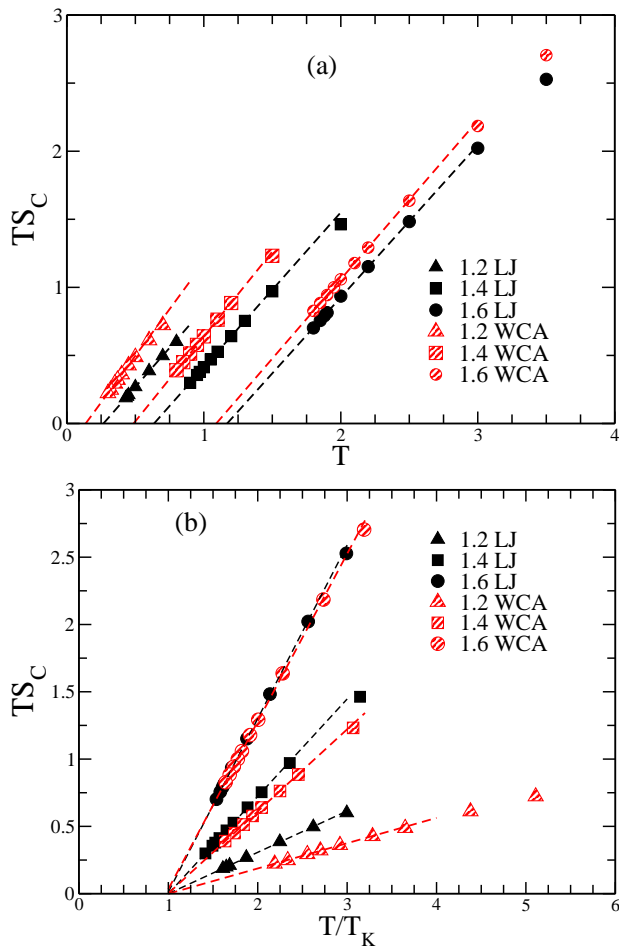 3
(a)
2
TS_C
1
1.2 LJ
1.4 LJ
1.6 LJ
1.2 WCA
1.4 WCA
1.6 WCA
0
0 1 2 3 4
T
3
(b)
2.5
2
TS_C
1.5
1
0.5
0
1.2 LJ
1.4 LJ
1.6 LJ
1.2 WCA
1.4 WCA
1.6 WCA
0 1 2 3 4 5 6
T/T_K